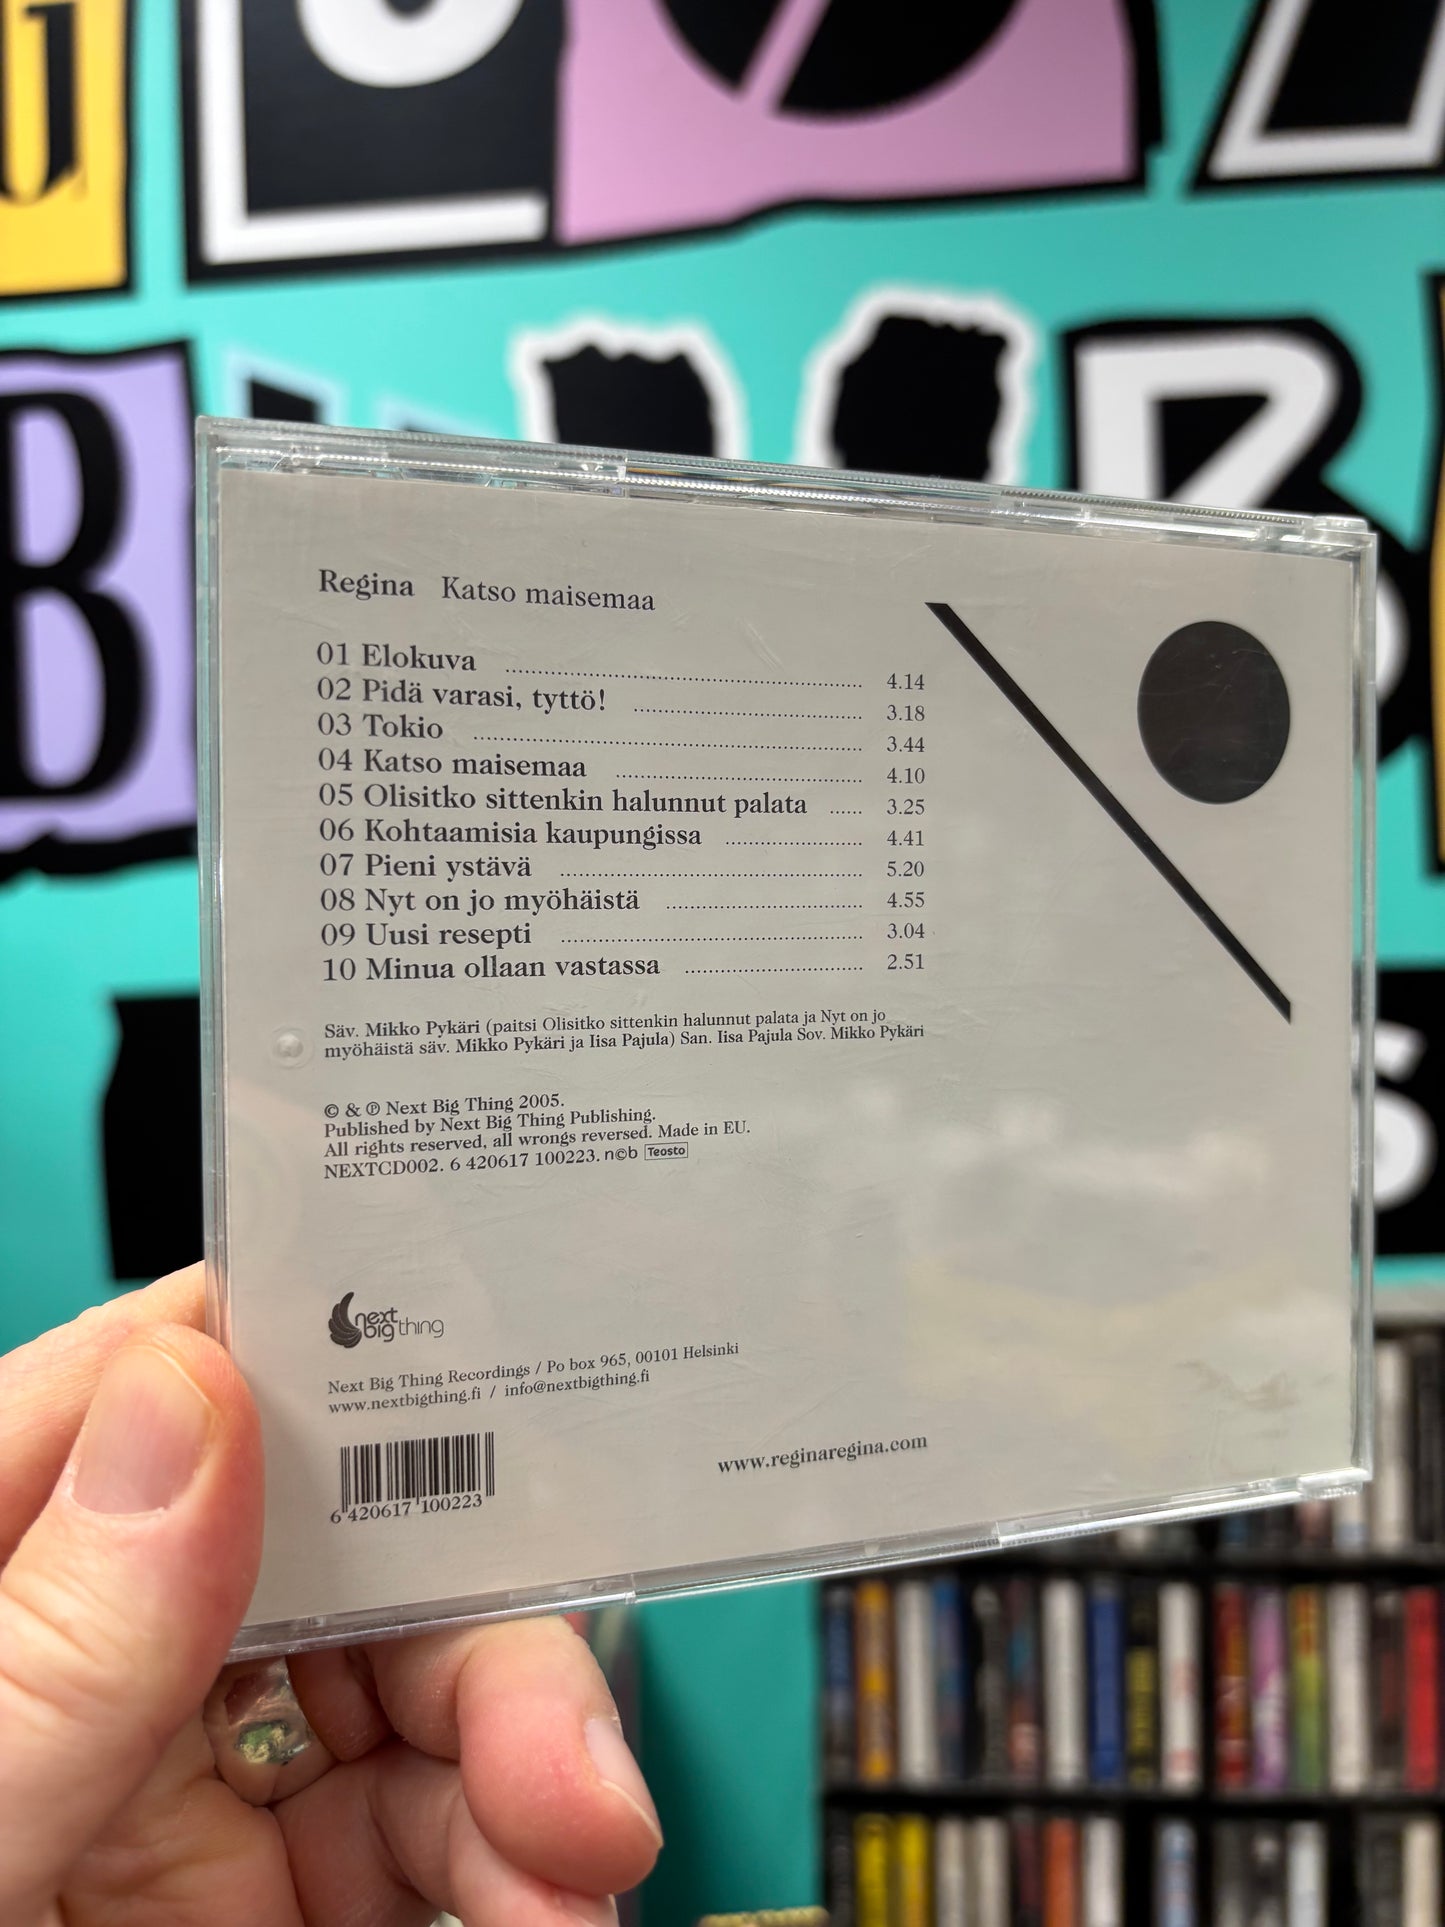 Regina Katso maisemaa
01 Elokuva 4.14
02 Pidä varasi, tyttö! 3.18
03 Tokio 3.44
04 Katso maisemaa 4.10
05 Olisitko sittenkin halunnut palata 3.25
06 Kohtaamisia kaupungissa 4.41
07 Pieni ystävä 5.20
08 Nyt on jo myöhäistä 4.55
09 Uusi resepti 3.04
10 Minua ollaan vastassa 2.51
Säv. Mikko Pykäri (paitsi Olisitko sittenkin halunnut palata ja Nyt on jo
myöhäistä säv. Mikko Pykäri ja Iisa Pajula) San. Iisa Pajula Sov. Mikko Pykäri
© & ℗ Next Big Thing 2005.
Published by Next Big Thing Publishing.
All rights reserved, all wrongs reversed. Made in EU.
NEXTCD002. 6 420617 100223. n©b Teosto
next
big thing
Next Big Thing Recordings / Po box 965, 00101 Helsinki
www.nextbigthing.fi / info@nextbigthing.fi
www.reginaregina.com
6 420617 100223